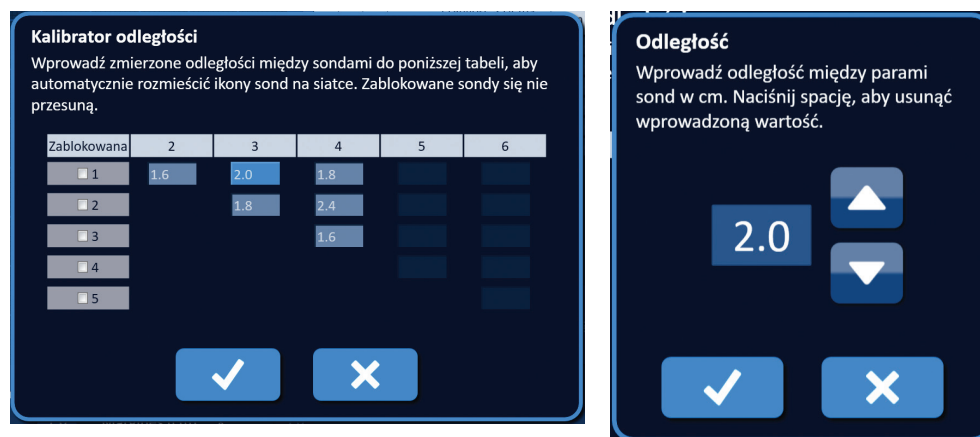 Kalibrator odległości
Wprowadź zmierzone odległości między sondami do poniższej tabeli, aby
automatycznie rozmieścić ikony sond na siatce. Zablokowane sondy się nie
przesuną.
Zablokowana 2 3 4 5 6
1 1.6 2.0 1.8
2 1.8 2.4
3 1.6
4
5
Odległość
Wprowadź odległość między parami
sond w cm. Naciśnij spację, aby usunąć
wprowadzoną wartość.
2.0